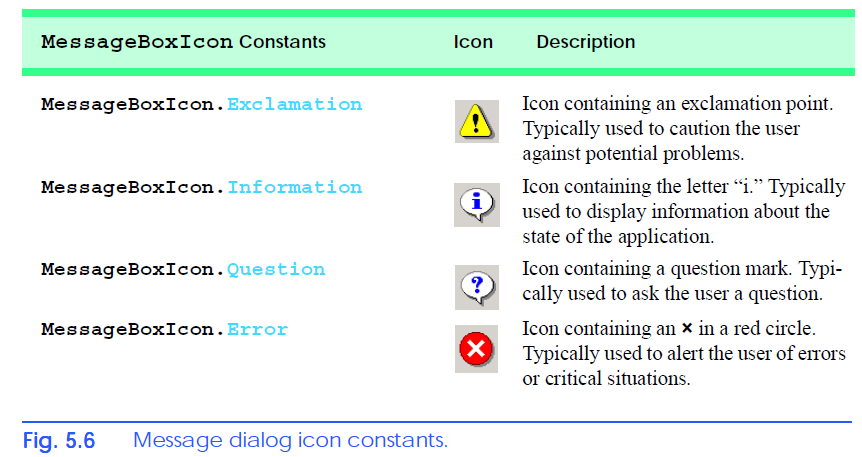 MessageBoxIcon Constants Icon Description
MessageBoxIcon.Exclamation Icon containing an exclamation point.
Typically used to caution the user
against potential problems.
MessageBoxIcon.Information Icon containing the letter “i.” Typically
used to display information about the
state of the application.
MessageBoxIcon.Question Icon containing a question mark. Typi-
cally used to ask the user a question.
MessageBoxIcon.Error Icon containing an × in a red circle.
Typically used to alert the user of errors
or critical situations.
Fig. 5.6 Message dialog icon constants.